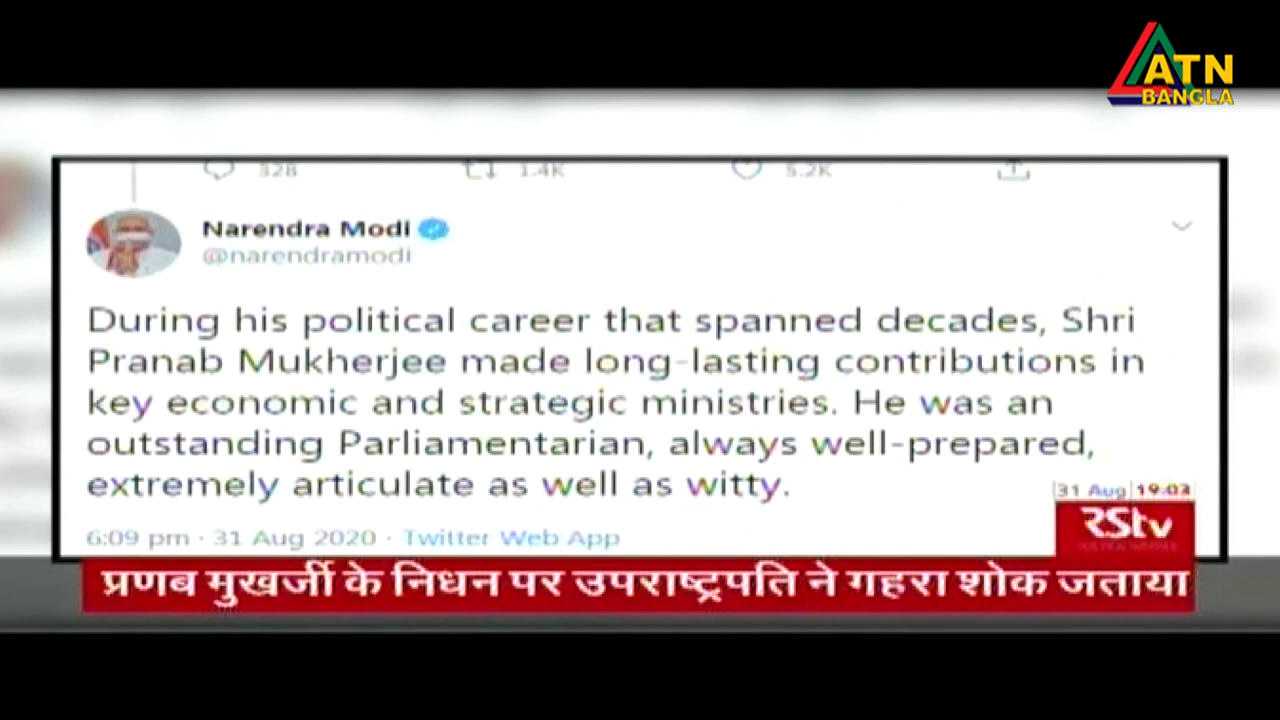 ATN
BANGLA
328 1.4K 5.2K
Narendra Modi
@narendramodi
During his political career that spanned decades, Shri
Pranab Mukherjee made long-lasting contributions in
key economic and strategic ministries. He was an
outstanding Parliamentarian, always well-prepared,
extremely articulate as well as witty.
6:09 pm · 31 Aug 2020 · Twitter Web App
31 Aug 19:03
RStv
प्रणब मुखर्जी के निधन पर उपराष्ट्रपति ने गहरा शोक जताया